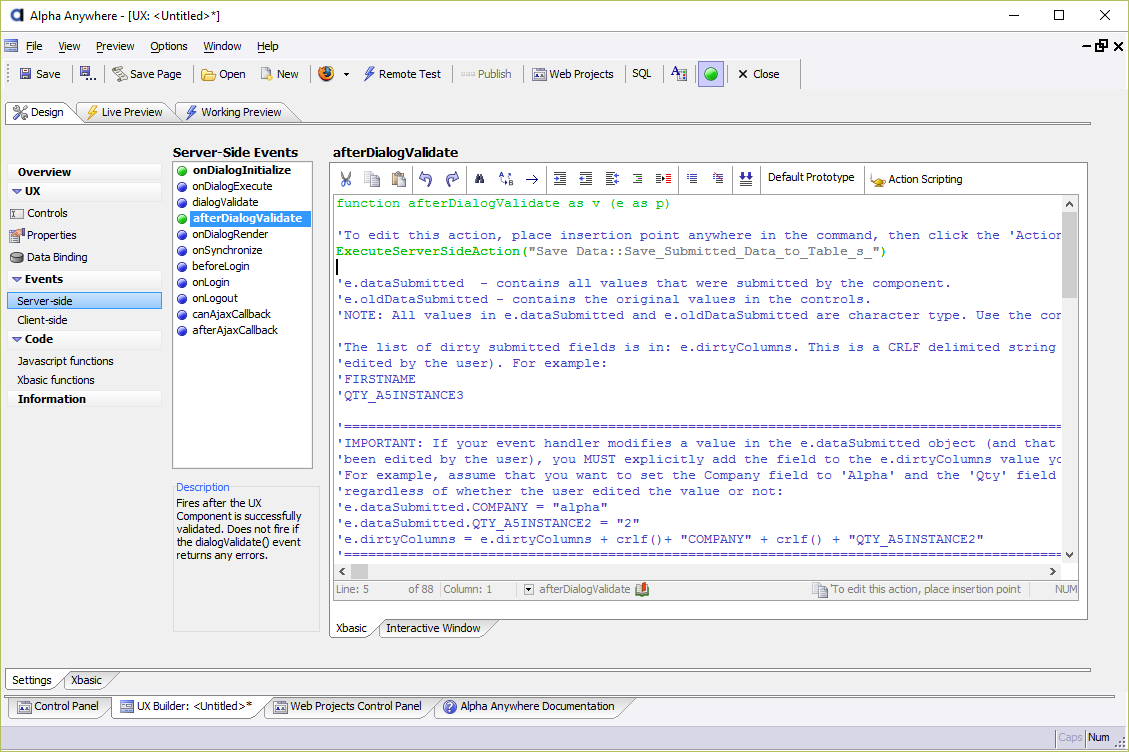 Alpha Anywhere - [UX: <Untitled>*]
File View Preview Options Window Help
Save Save Page Open New Remote Test Publish Web Projects SQL Close
Design Live Preview Working Preview
Overview
UX
Controls
Properties
Data Binding
Events
Server-side
Client-side
Code
Javascript functions
Xbasic functions
Information
Server-Side Events
onDialogInitialize
onDialogExecute
dialogValidate
afterDialogValidate
onDialogRender
onSynchronize
beforeLogin
onLogin
onLogout
canAjaxCallback
afterAjaxCallback
Description
Fires after the UX
Component is successfully
validated. Does not fire if
the dialogValidate() event
returns any errors.
afterDialogValidate
Default Prototype Action Scripting
function afterDialogValidate as v (e as p)
'To edit this action, place insertion point anywhere in the command, then click the 'Action
ExecuteServerSideAction("Save Data::Save_Submitted_Data_to_Table_s_")
'e.dataSubmitted  - contains all values that were submitted by the component.
'e.oldDataSubmitted - contains the original values in the controls.
'NOTE: All values in e.dataSubmitted and e.oldDataSubmitted are character type. Use the con
'The list of dirty submitted fields is in: e.dirtyColumns. This is a CRLF delimited string
'edited by the user). For example:
'FIRSTNAME
'QTY_A5INSTANCE3
'==========================================================================================
'IMPORTANT: If your event handler modifies a value in the e.dataSubmitted object (and that
'been edited by the user), you MUST explicitly add the field to the e.dirtyColumns value yo
'For example, assume that you want to set the Company field to 'Alpha' and the 'Qty' field
'regardless of whether the user edited the value or not:
'e.dataSubmitted.COMPANY = "alpha"
'e.dataSubmitted.QTY_A5INSTANCE2 = "2"
'e.dirtyColumns = e.dirtyColumns + crlf()+ "COMPANY" + crlf() + "QTY_A5INSTANCE2"
'==========================================================================================
Line: 5 of 88 Column: 1 afterDialogValidate 'To edit this action, place insertion point NUM
Xbasic Interactive Window
Settings Xbasic
Control Panel UX Builder: <Untitled>* Web Projects Control Panel Alpha Anywhere Documentation
Caps Num